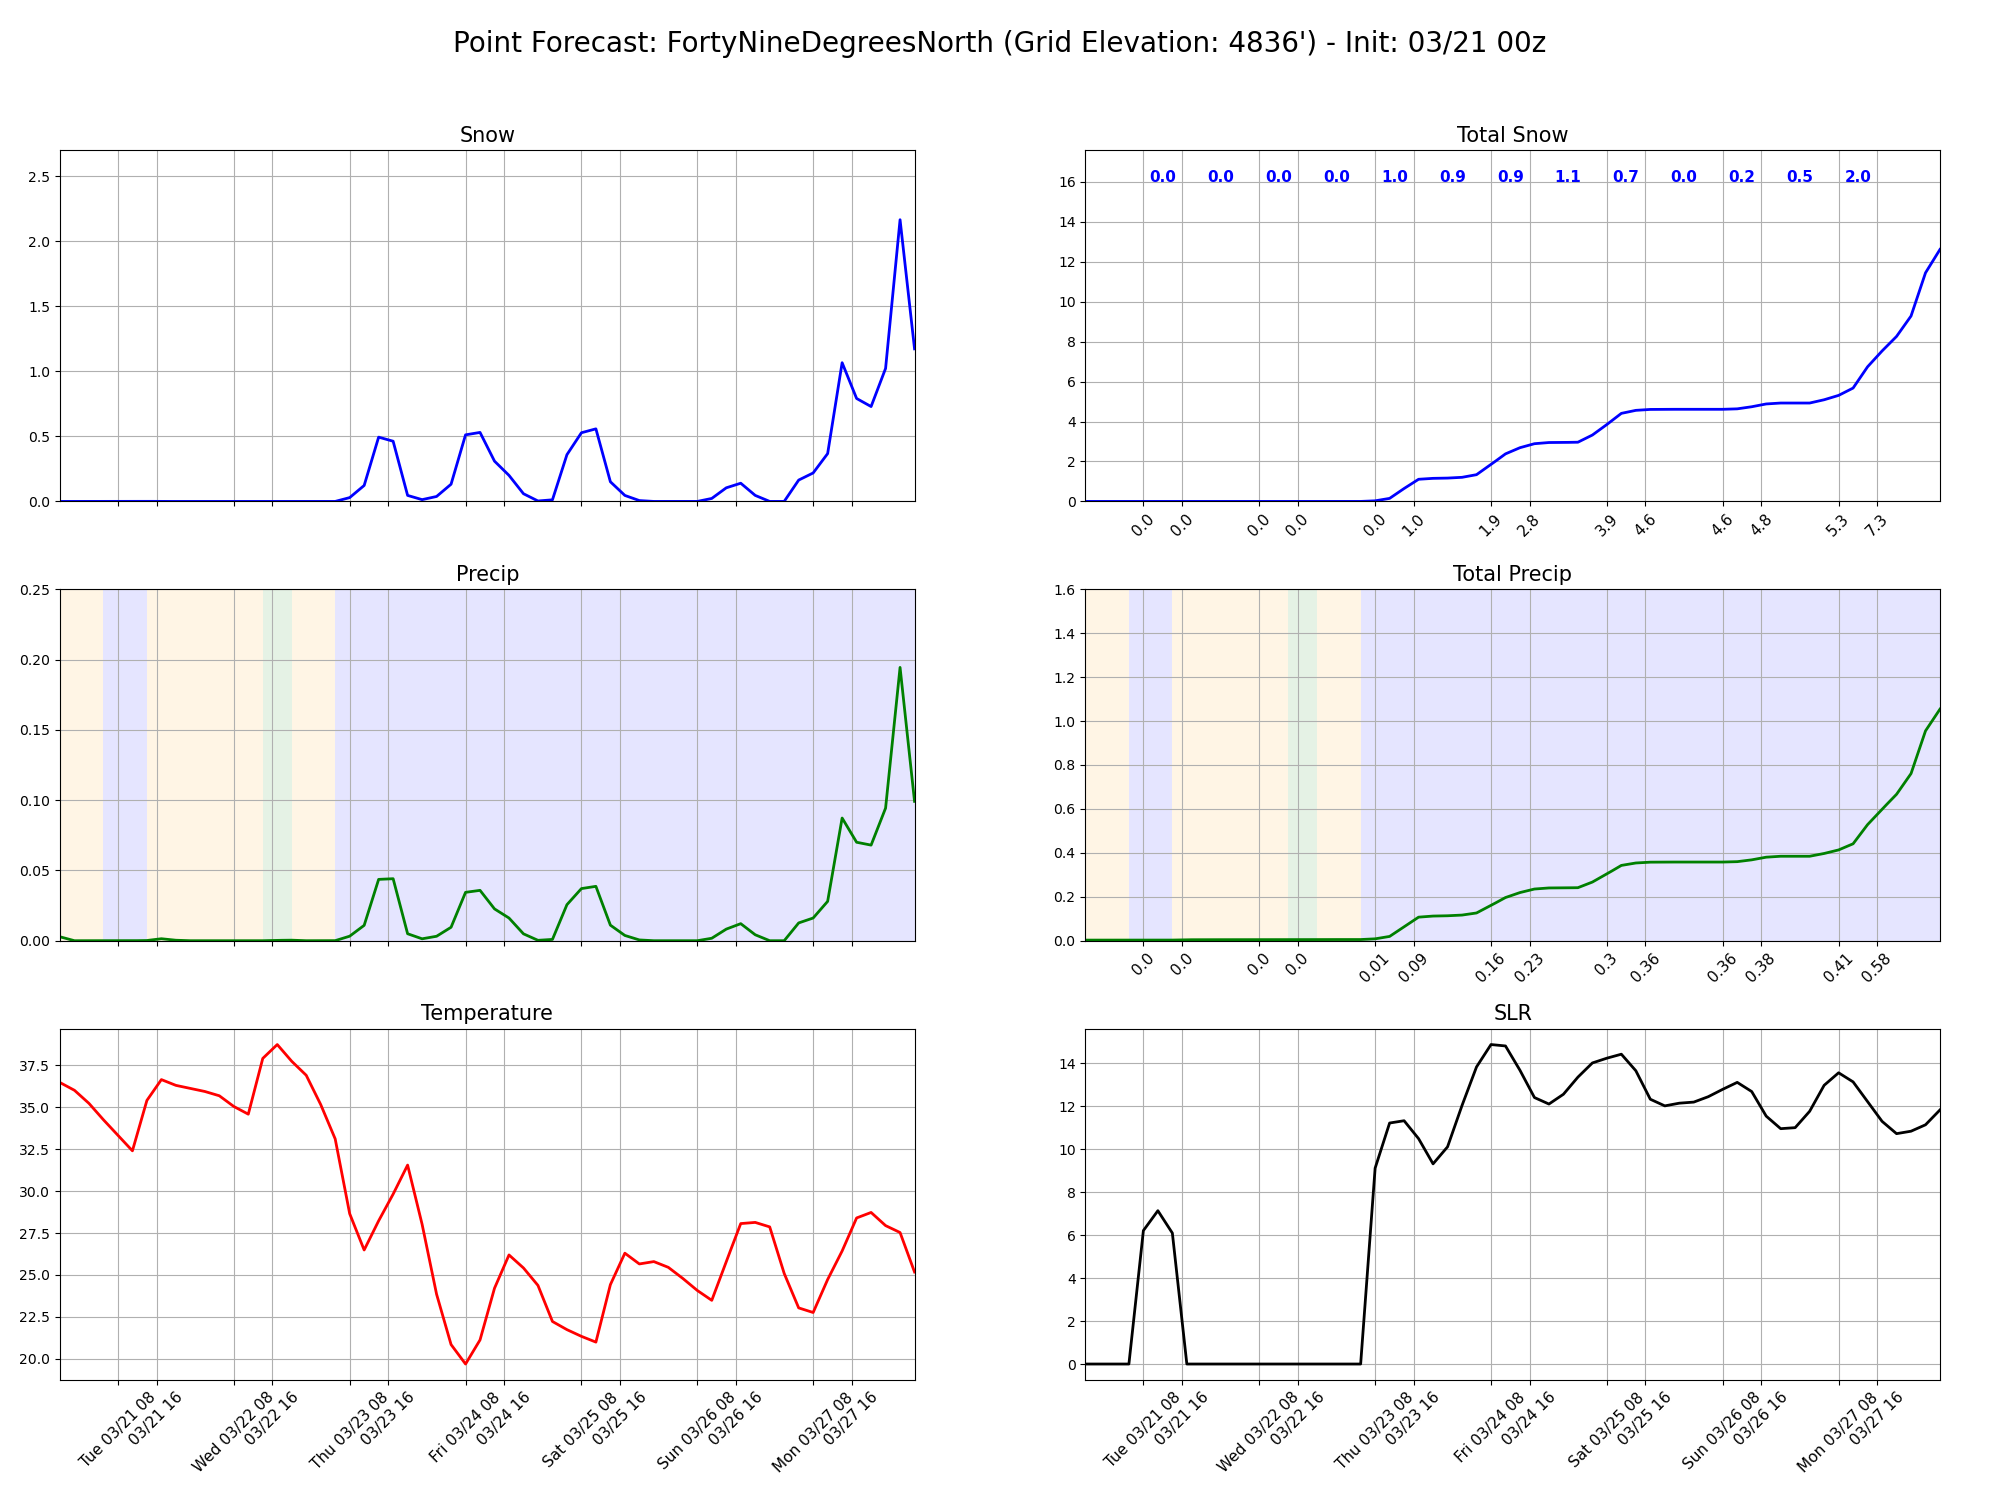 Point Forecast: FortyNineDegreesNorth (Grid Elevation: 4836') - Init: 03/21 00z
Snow
2.5
2.0
1.5
1.0
0.5
0.0
Total Snow
0.0 0.0 0.0 0.0 1.0 0.9 0.9 1.1 0.7 0.0 0.2 0.5 2.0
16
14
12
10
8
6
4
2
0
0.0 0.0 0.0 0.0 0.0 1.0 1.9 2.8 3.9 4.6 4.6 4.8 5.3 7.3
Precip
0.25
0.20
0.15
0.10
0.05
0.00
Total Precip
1.6
1.4
1.2
1.0
0.8
0.6
0.4
0.2
0.0
0.0 0.0 0.0 0.0 0.01 0.09 0.16 0.23 0.3 0.36 0.36 0.38 0.41 0.58
Temperature
37.5
35.0
32.5
30.0
27.5
25.0
22.5
20.0
Tue 03/21 08
03/21 16
Wed 03/22 08
03/22 16
Thu 03/23 08
03/23 16
Fri 03/24 08
03/24 16
Sat 03/25 08
03/25 16
Sun 03/26 08
03/26 16
Mon 03/27 08
03/27 16
SLR
14
12
10
8
6
4
2
0
Tue 03/21 08
03/21 16
Wed 03/22 08
03/22 16
Thu 03/23 08
03/23 16
Fri 03/24 08
03/24 16
Sat 03/25 08
03/25 16
Sun 03/26 08
03/26 16
Mon 03/27 08
03/27 16